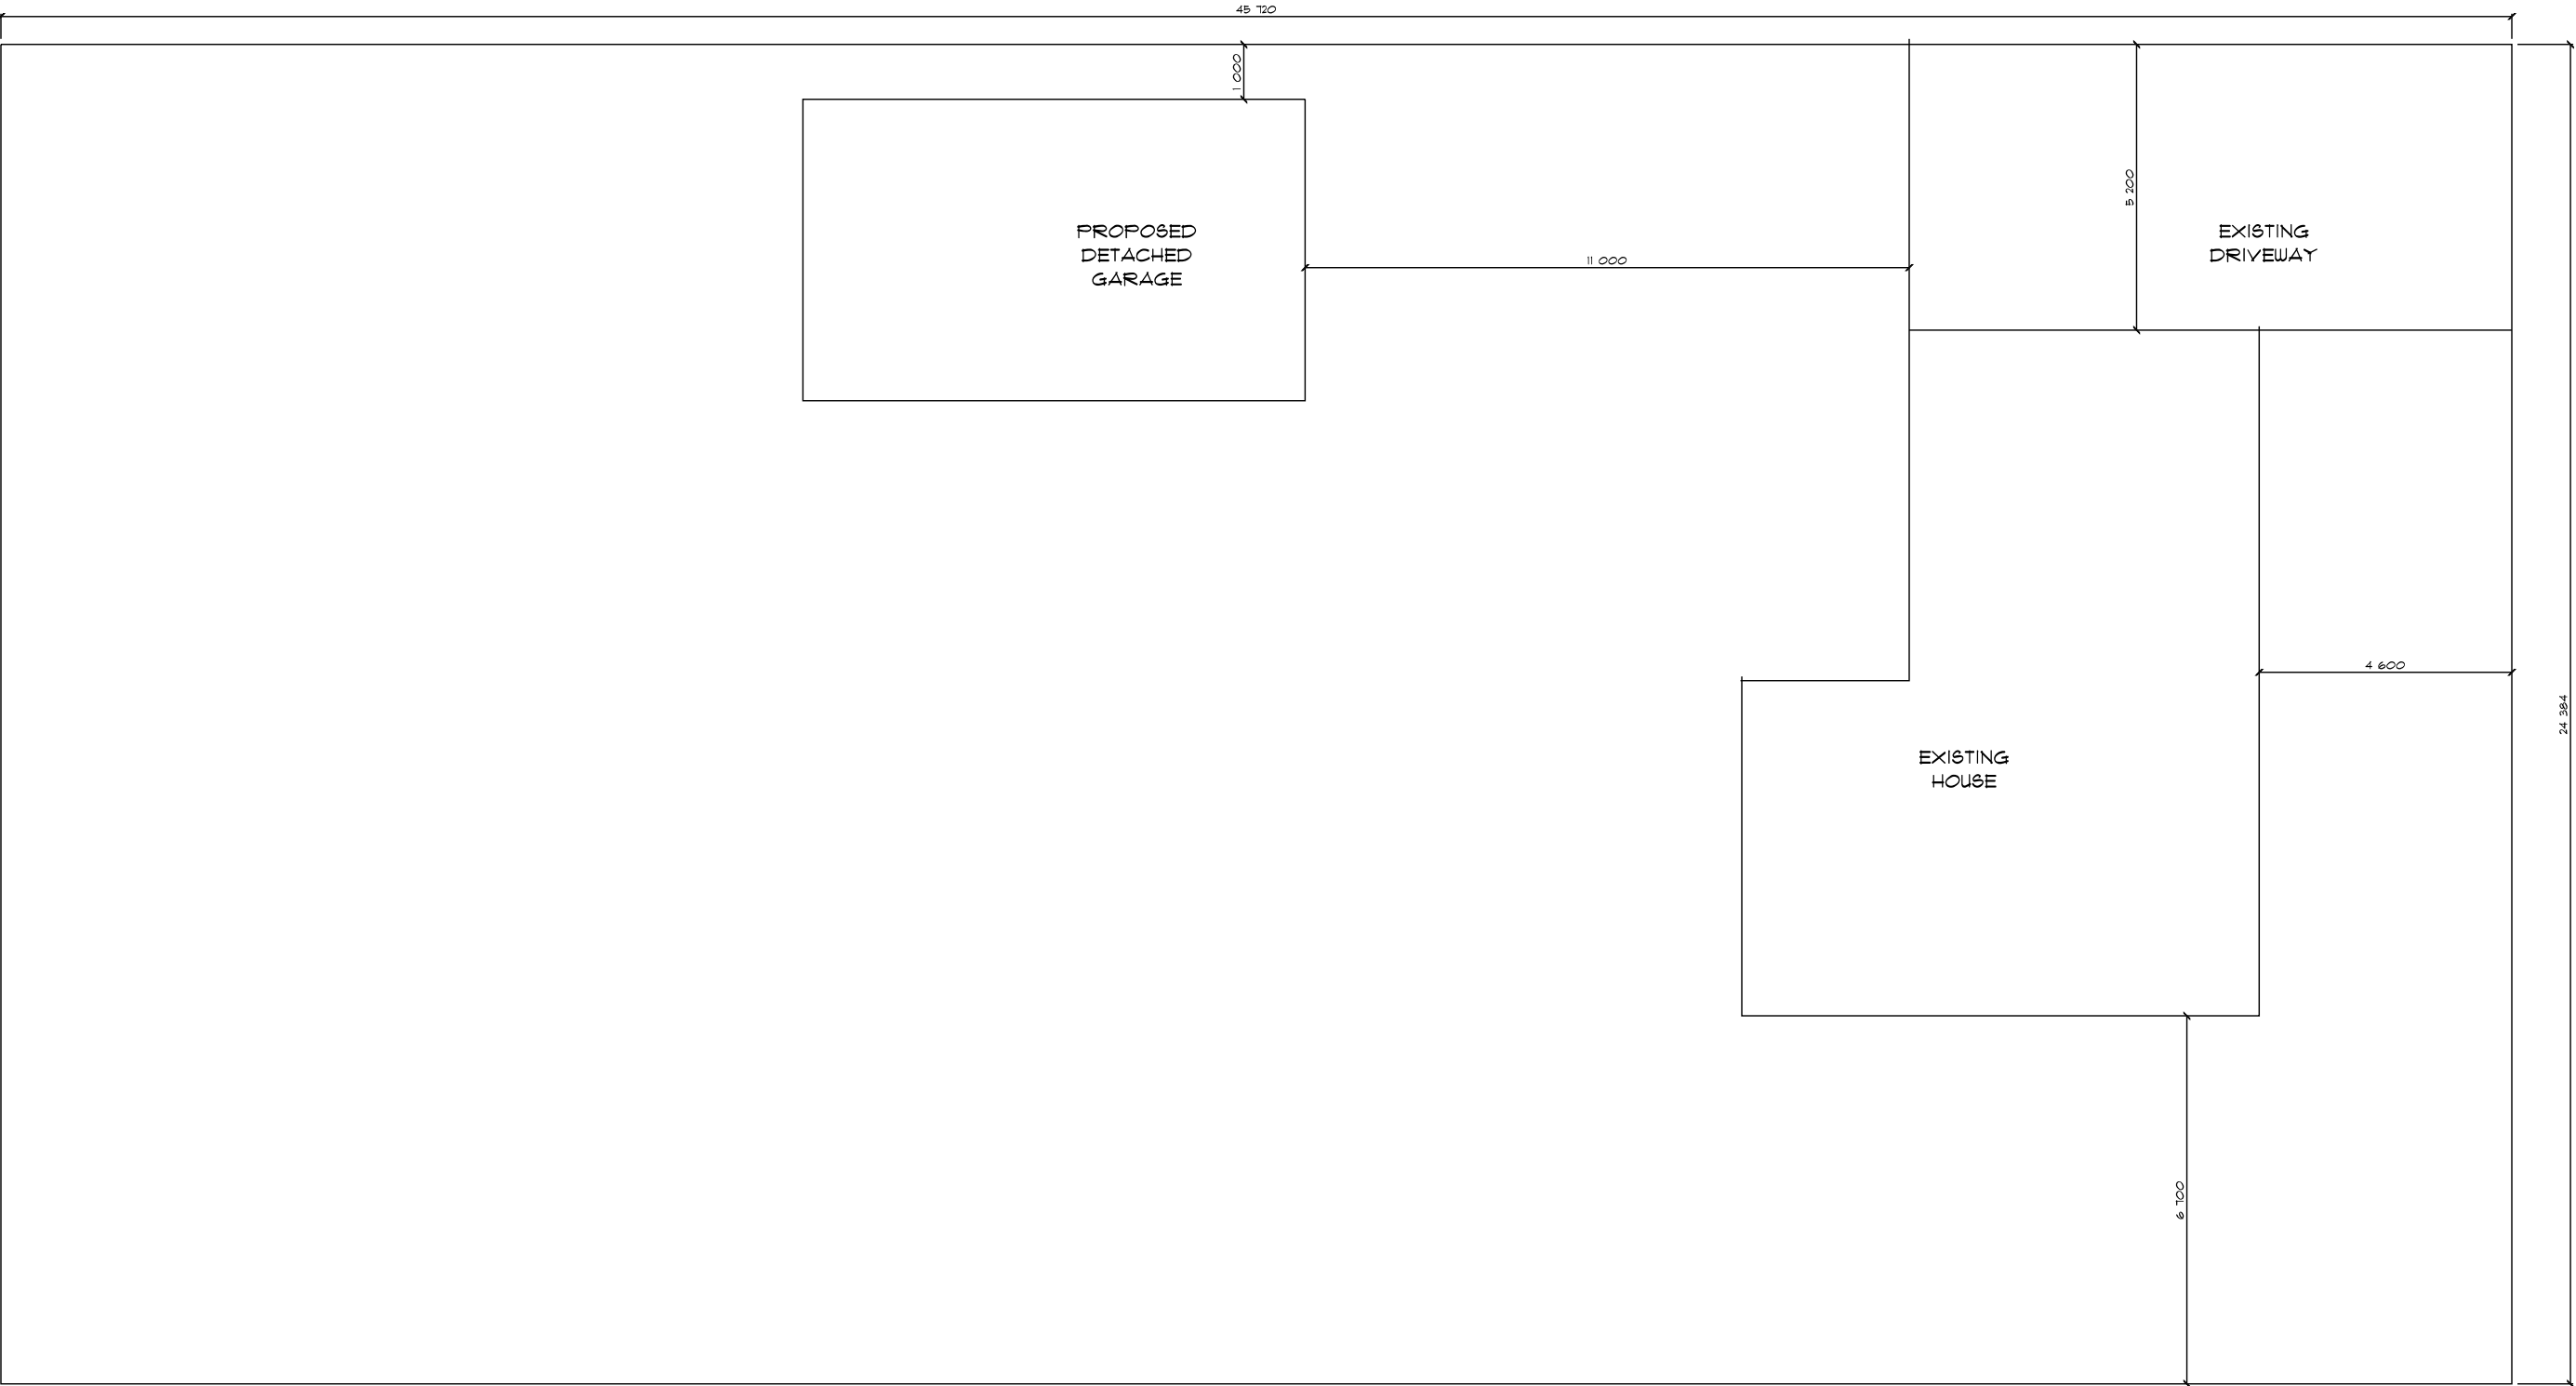 45 720
1 000
PROPOSED
DETACHED
GARAGE
11 000
5 200
EXISTING
DRIVEWAY
4 600
24 384
EXISTING
HOUSE
6 700